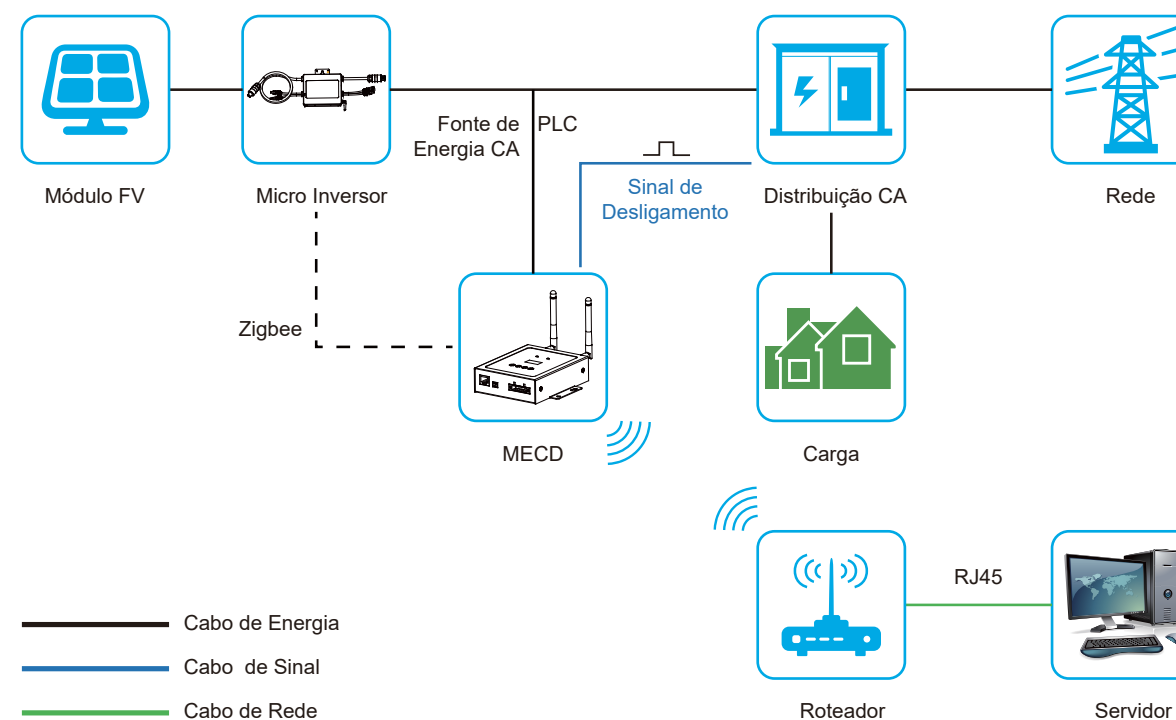 Fonte de
Energia CA
PLC
Módulo FV
Micro Inversor
Sinal de
Desligamento
Distribuição CA
Rede
Zigbee
MECD
Carga
RJ45
Cabo de Energia
Cabo de Sinal
Cabo de Rede
Roteador
Servidor